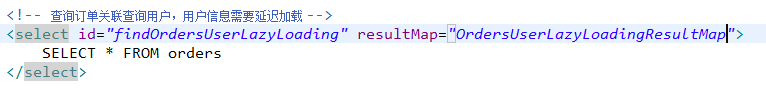 <!-- 查询订单关联查询用户，用户信息需要延迟加载 -->
<select id="findOrdersUserLazyLoading" resultMap="OrdersUserLazyLoadingResultMap">
    SELECT * FROM orders
</select>